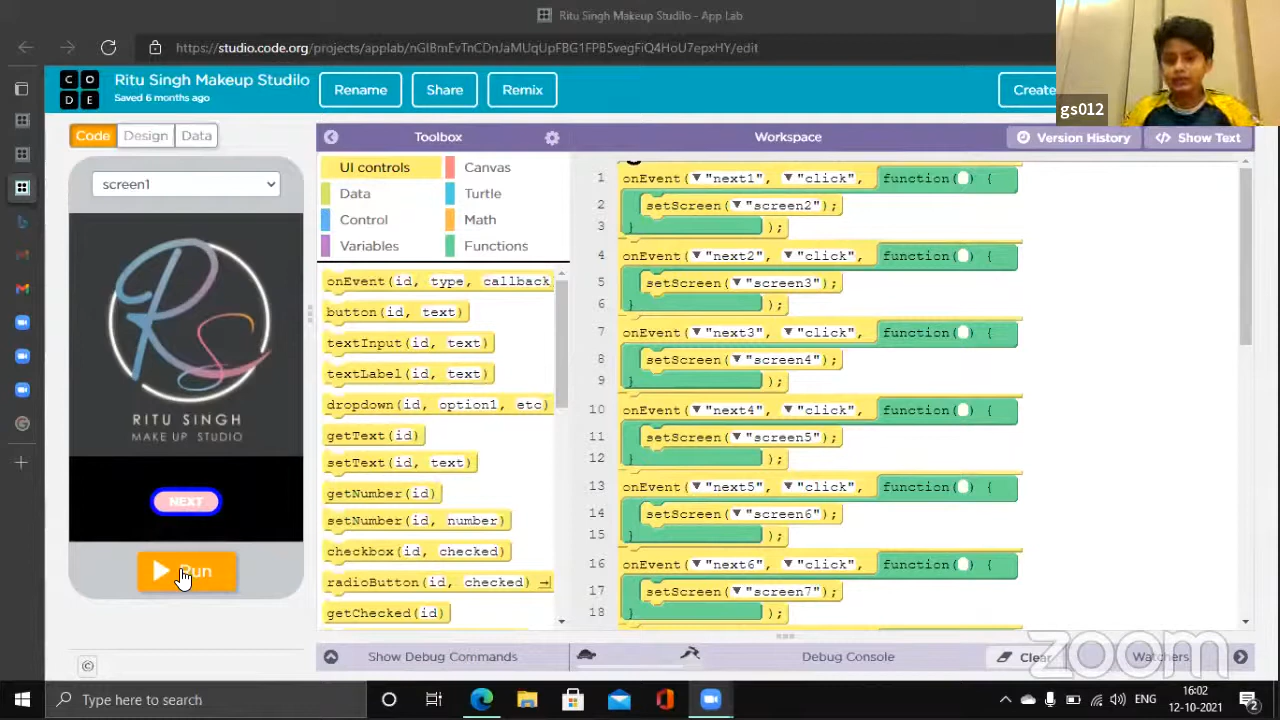 Ritu Singh Makeup Studilo - App Lab
https://studio.code.org/projects/applab/nGIBmEvTnCDnJaMUqUpFBG1FPB5vegFiQ4HoU7epxHY/edit
C O
D E
Ritu Singh Makeup Studilo
Saved 6 months ago
Rename
Share
Remix
Create
gs012
Code
Design
Data
Toolbox
Workspace
Version History
Show Text
screen1
RITU SINGH
MAKE UP STUDIO
NEXT
Run
UI controls
Canvas
Data
Turtle
Control
Math
Variables
Functions
onEvent(id, type, callback
button(id, text)
textInput(id, text)
textLabel(id, text)
dropdown(id, option1, etc)
getText(id)
setText(id, text)
getNumber(id)
setNumber(id, number)
checkbox(id, checked)
radioButton(id, checked)
getChecked(id)
1 onEvent(▼"next1", ▼"click", function( ) {
2 setScreen(▼"screen2");
3 } );
4 onEvent(▼"next2", ▼"click", function( ) {
5 setScreen(▼"screen3");
6 } );
7 onEvent(▼"next3", ▼"click", function( ) {
8 setScreen(▼"screen4");
9 } );
10 onEvent(▼"next4", ▼"click", function( ) {
11 setScreen(▼"screen5");
12 } );
13 onEvent(▼"next5", ▼"click", function( ) {
14 setScreen(▼"screen6");
15 } );
16 onEvent(▼"next6", ▼"click", function( ) {
17 setScreen(▼"screen7");
18 } );
Show Debug Commands
Debug Console
Clear
Watchers
zoom
Type here to search
ENG
16:02
12-10-2021
2